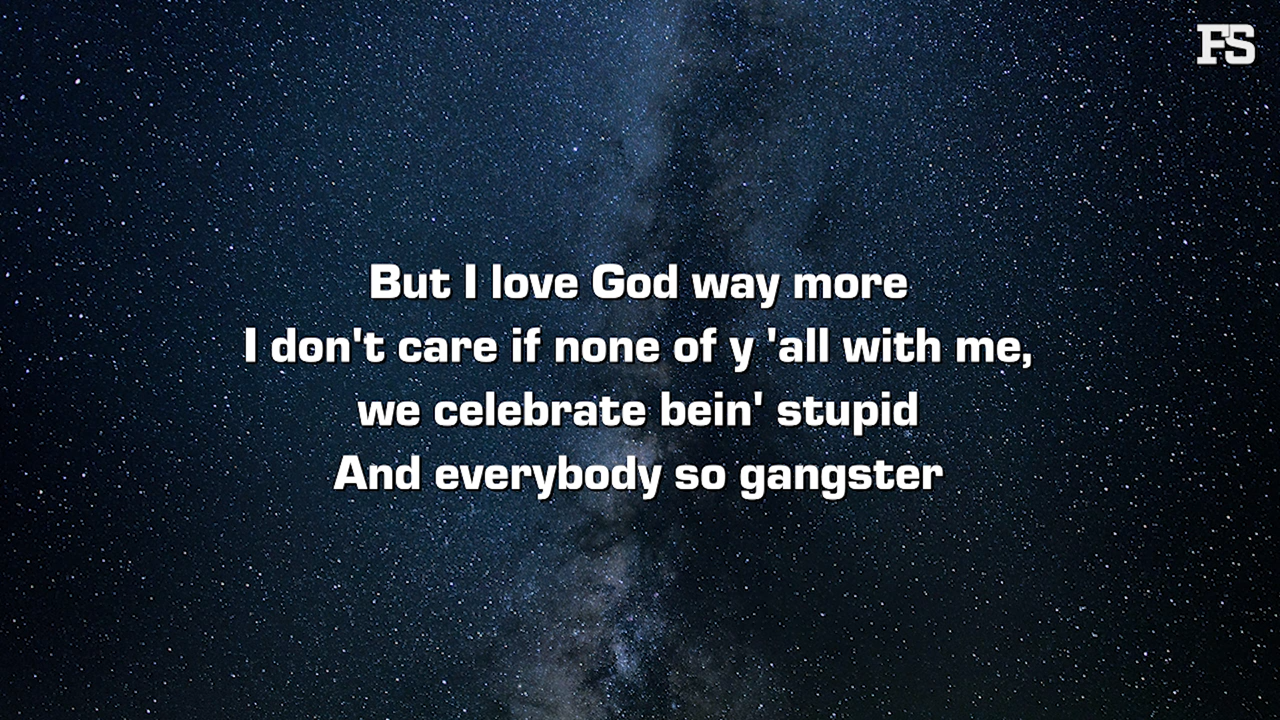 FS
But I love God way more
I don't care if none of y 'all with me,
we celebrate bein' stupid
And everybody so gangster